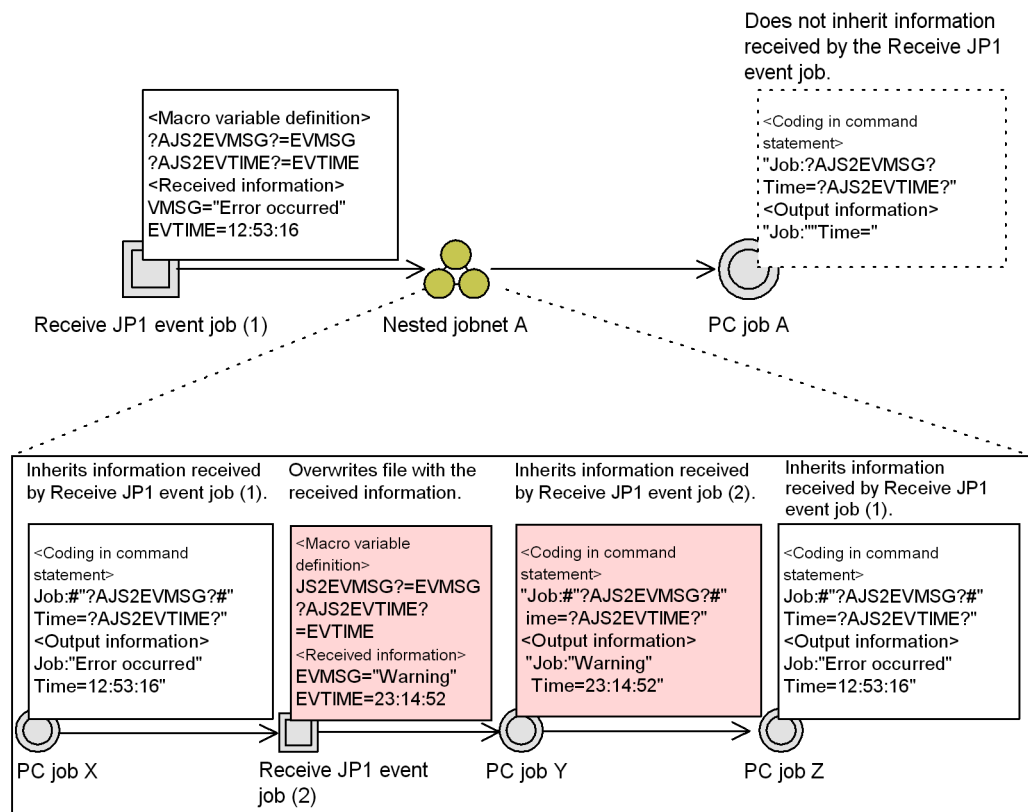 Does not inherit information
received by the Receive JP1
event job.
<Macro variable definition>
?AJS2EVMSG?=EVMSG
?AJS2EVTIME?=EVTIME
<Received information>
VMSG="Error occurred"
EVTIME=12:53:16
<Coding in command
statement>
"Job:?AJS2EVMSG?
Time=?AJS2EVTIME?"
<Output information>
"Job:""Time="
Receive JP1 event job (1)
Nested jobnet A
PC job A
Inherits information received
by Receive JP1 event job (1).
Overwrites file with the
received information.
Inherits information received
by Receive JP1 event job (2).
Inherits information
received by Receive JP1
event job (1).
<Coding in command
statement>
Job:#"?AJS2EVMSG?#"
Time=?AJS2EVTIME?"
<Output information>
Job:"Error occurred"
Time=12:53:16"
<Macro variable
definition>
JS2EVMSG?=EVMSG
?AJS2EVTIME?
=EVTIME
<Received information>
EVMSG="Warning"
EVTIME=23:14:52
<Coding in command
statement>
"Job:#"?AJS2EVMSG?#"
ime=?AJS2EVTIME?"
<Output information>
"Job:"Warning"
Time=23:14:52"
<Coding in command
statement>
Job:#"?AJS2EVMSG?#"
Time=?AJS2EVTIME?"
<Output information>
Job:"Error occurred"
Time=12:53:16"
PC job X
Receive JP1 event
job (2)
PC job Y
PC job Z